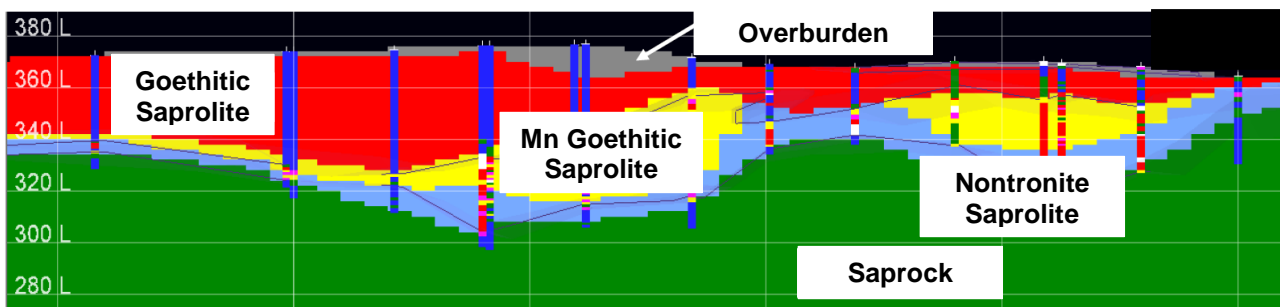 380 L
360 L
340 L
320 L
300 L
280 L
Overburden
Goethitic
Saprolite
Mn Goethitic
Saprolite
Nontronite
Saprolite
Saprock